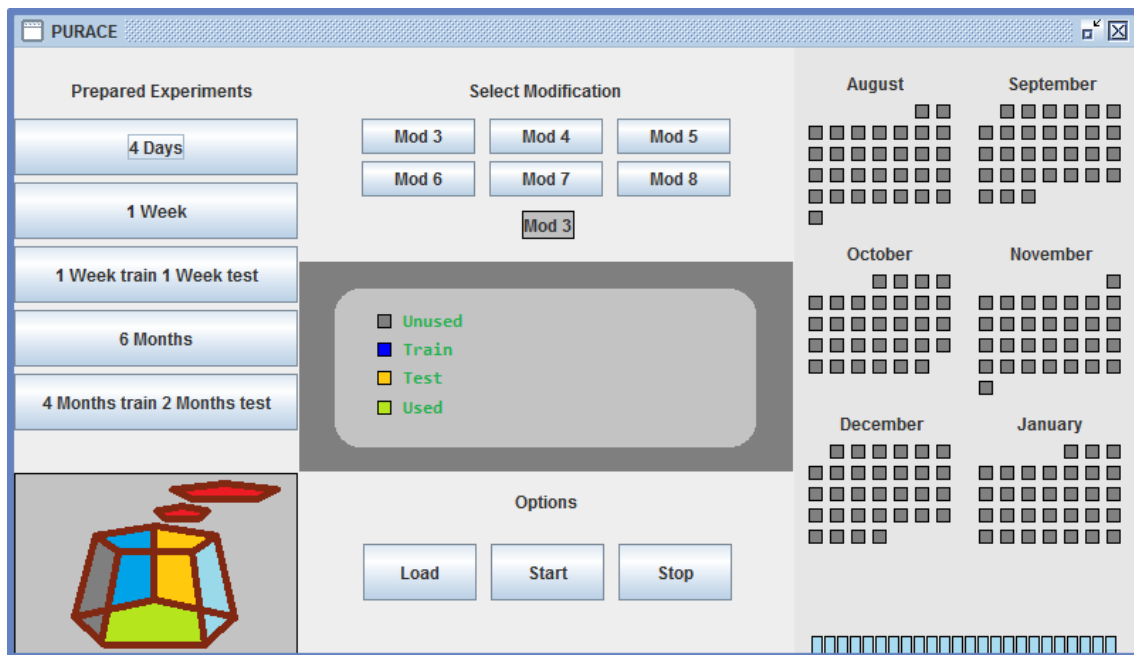 PURACE
Prepared Experiments
4 Days
1 Week
1 Week train 1 Week test
6 Months
4 Months train 2 Months test
Select Modification
Mod 3
Mod 4
Mod 5
Mod 6
Mod 7
Mod 8
Mod 3
Unused
Train
Test
Used
Options
Load
Start
Stop
August
September
October
November
December
January